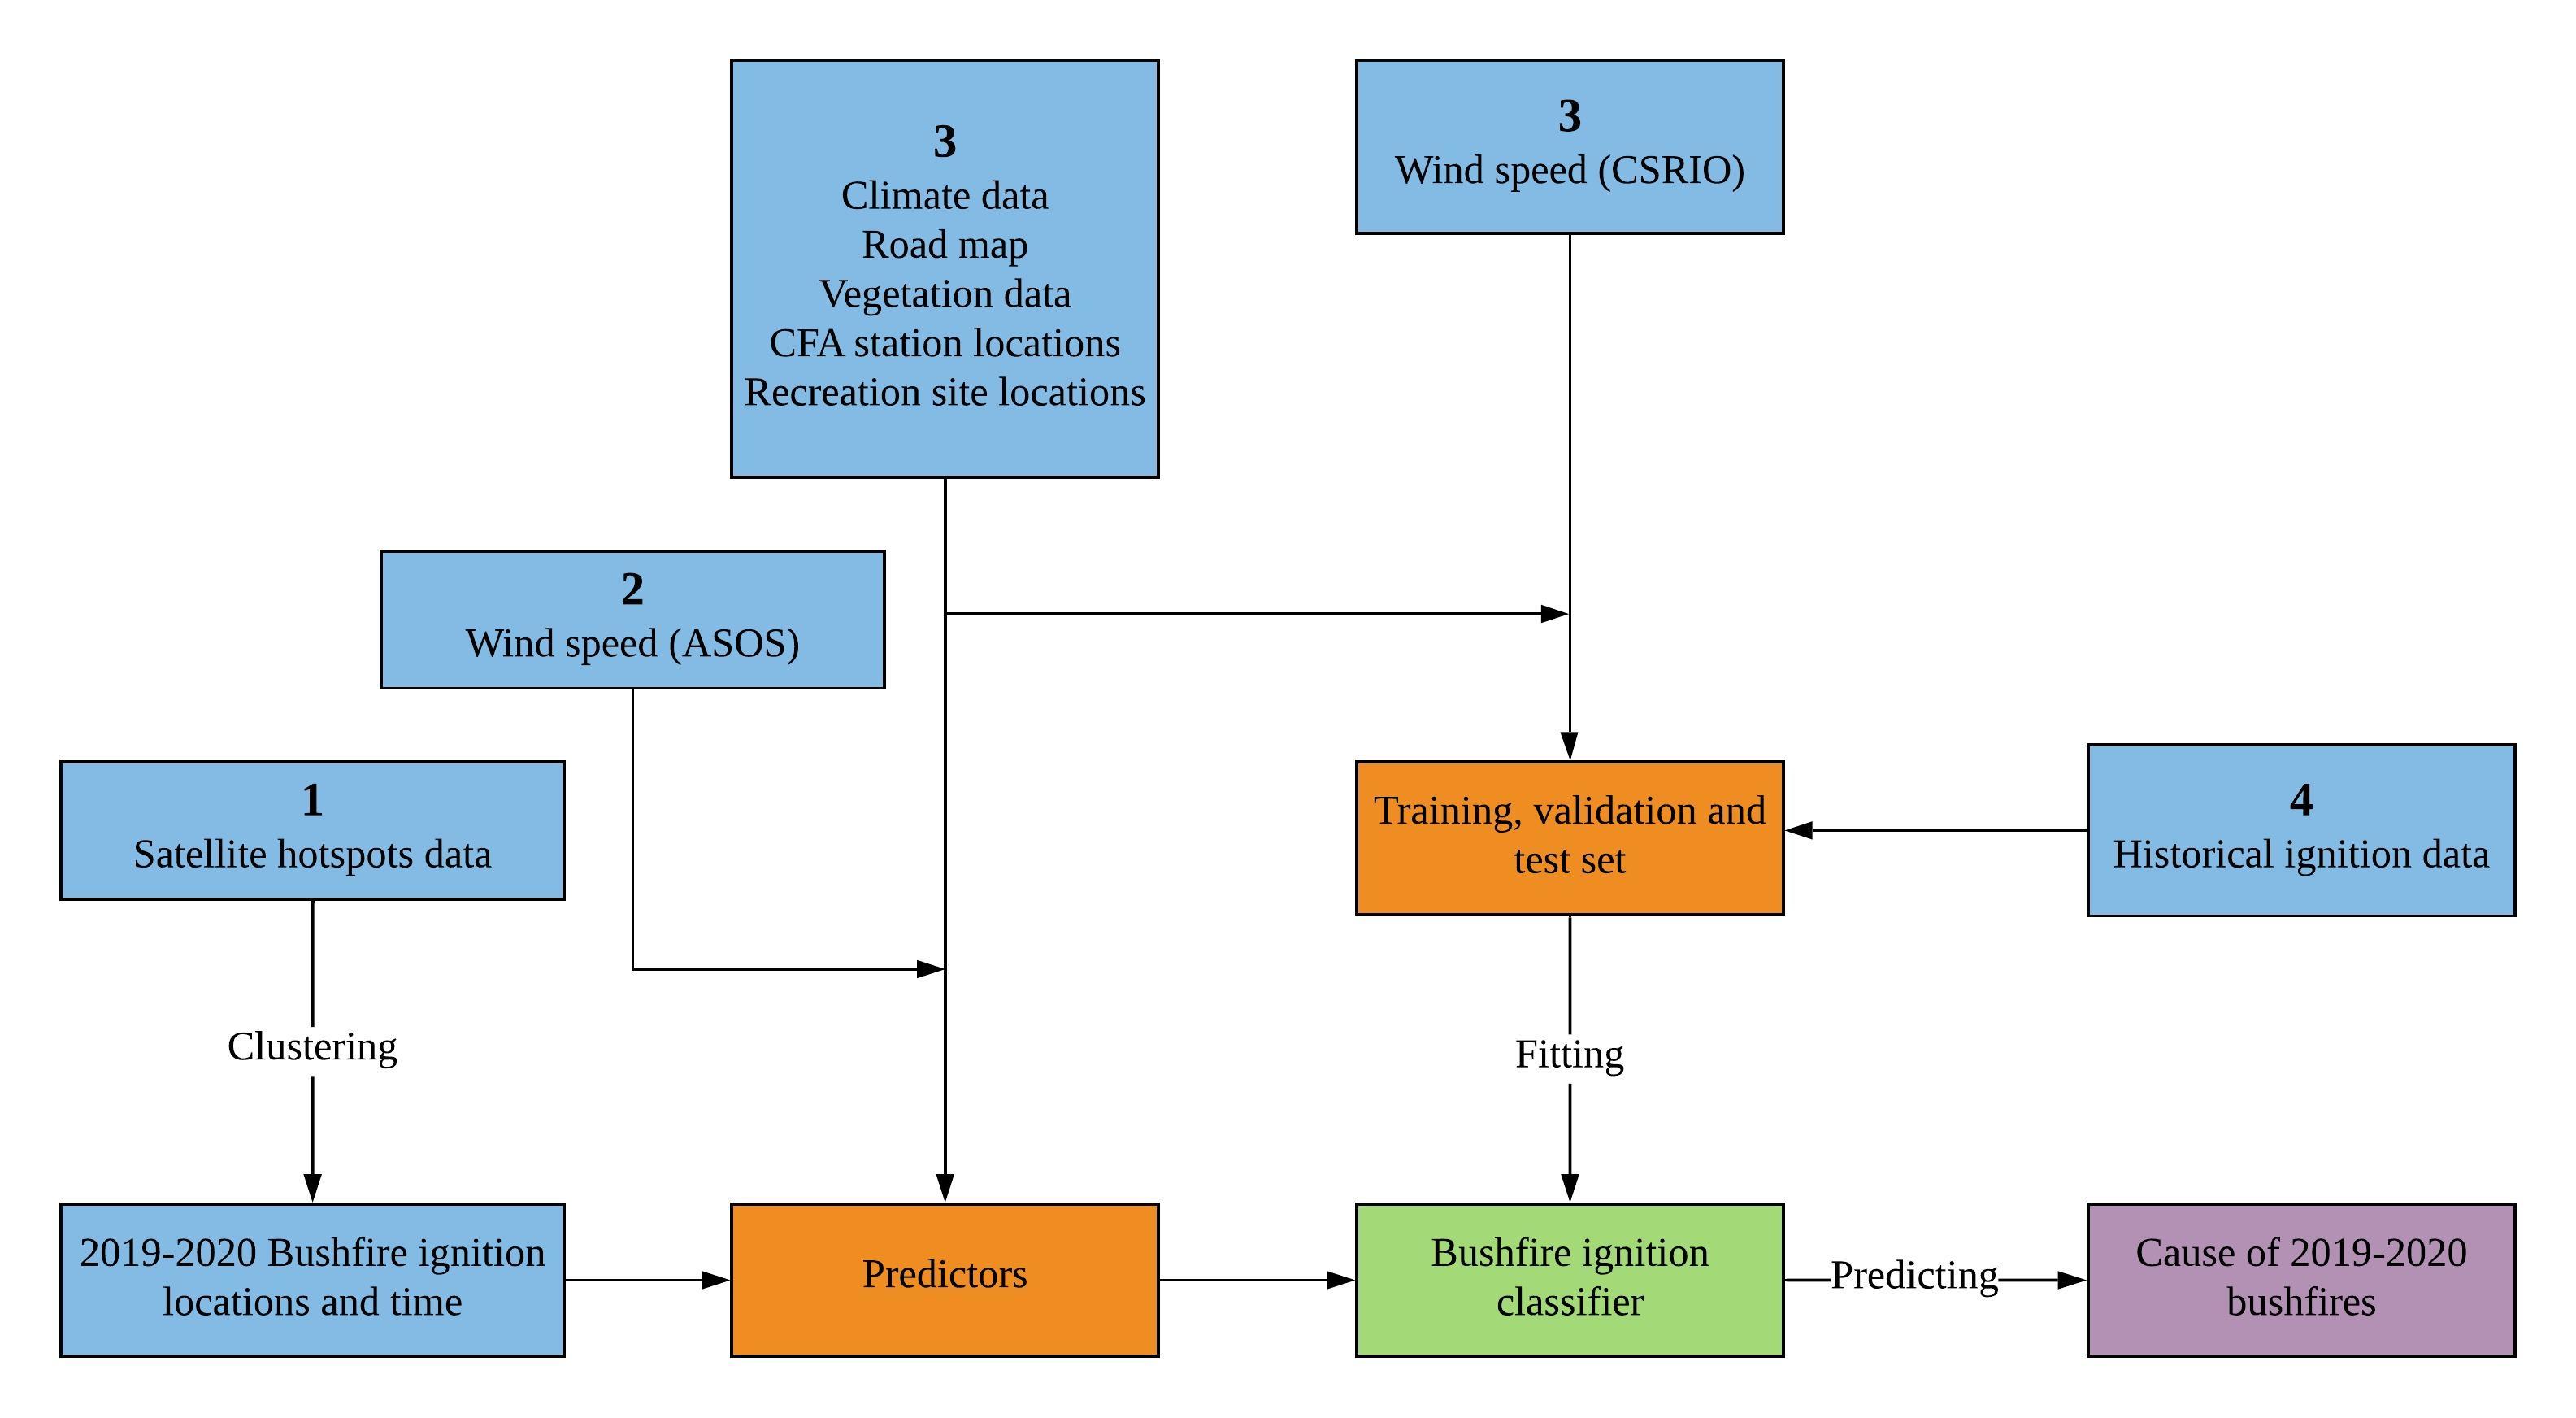 3
Climate data
Road map
Vegetation data
CFA station locations
Recreation site locations
3
Wind speed (CSRIO)
2
Wind speed (ASOS)
1
Satellite hotspots data
Training, validation and
test set
4
Historical ignition data
Clustering
Fitting
2019-2020 Bushfire ignition
locations and time
Predictors
Bushfire ignition
classifier
Predicting
Cause of 2019-2020
bushfires